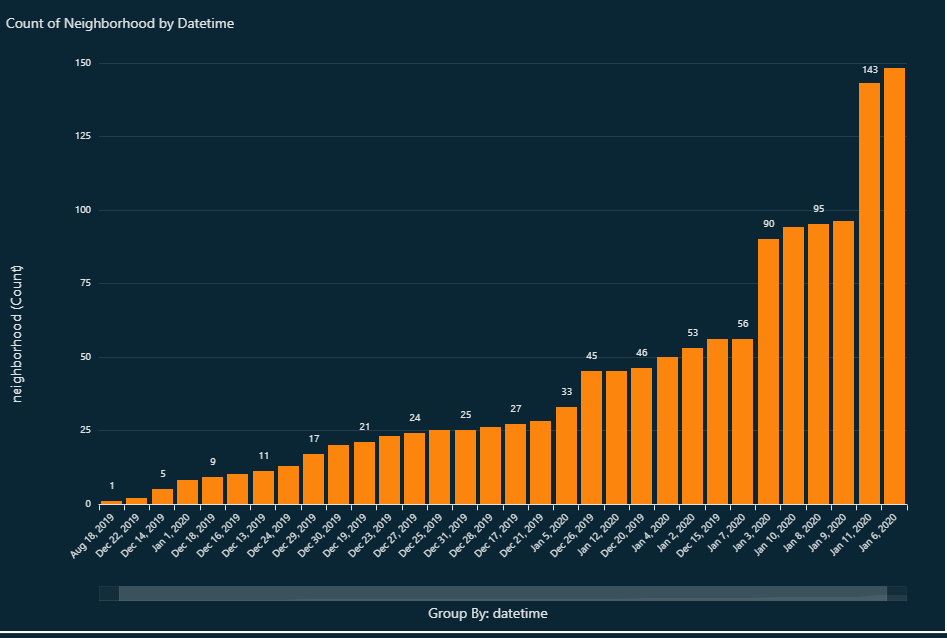 Count of Neighborhood by Datetime
neighborhood (Count)
150
125
100
75
50
25
0
1
5
9
11
17
21
24
25
27
33
45
46
53
56
90
95
143
Aug 18, 2019
Dec 22, 2019
Dec 14, 2019
Jan 1, 2020
Dec 18, 2019
Dec 16, 2019
Dec 13, 2019
Dec 24, 2019
Dec 29, 2019
Dec 30, 2019
Dec 19, 2019
Dec 23, 2019
Dec 27, 2019
Dec 25, 2019
Dec 31, 2019
Dec 28, 2019
Dec 17, 2019
Dec 21, 2019
Jan 5, 2020
Dec 26, 2019
Jan 12, 2020
Dec 20, 2019
Jan 4, 2020
Jan 2, 2020
Dec 15, 2019
Jan 7, 2020
Jan 3, 2020
Jan 10, 2020
Jan 8, 2020
Jan 9, 2020
Jan 11, 2020
Jan 6, 2020
Group By: datetime